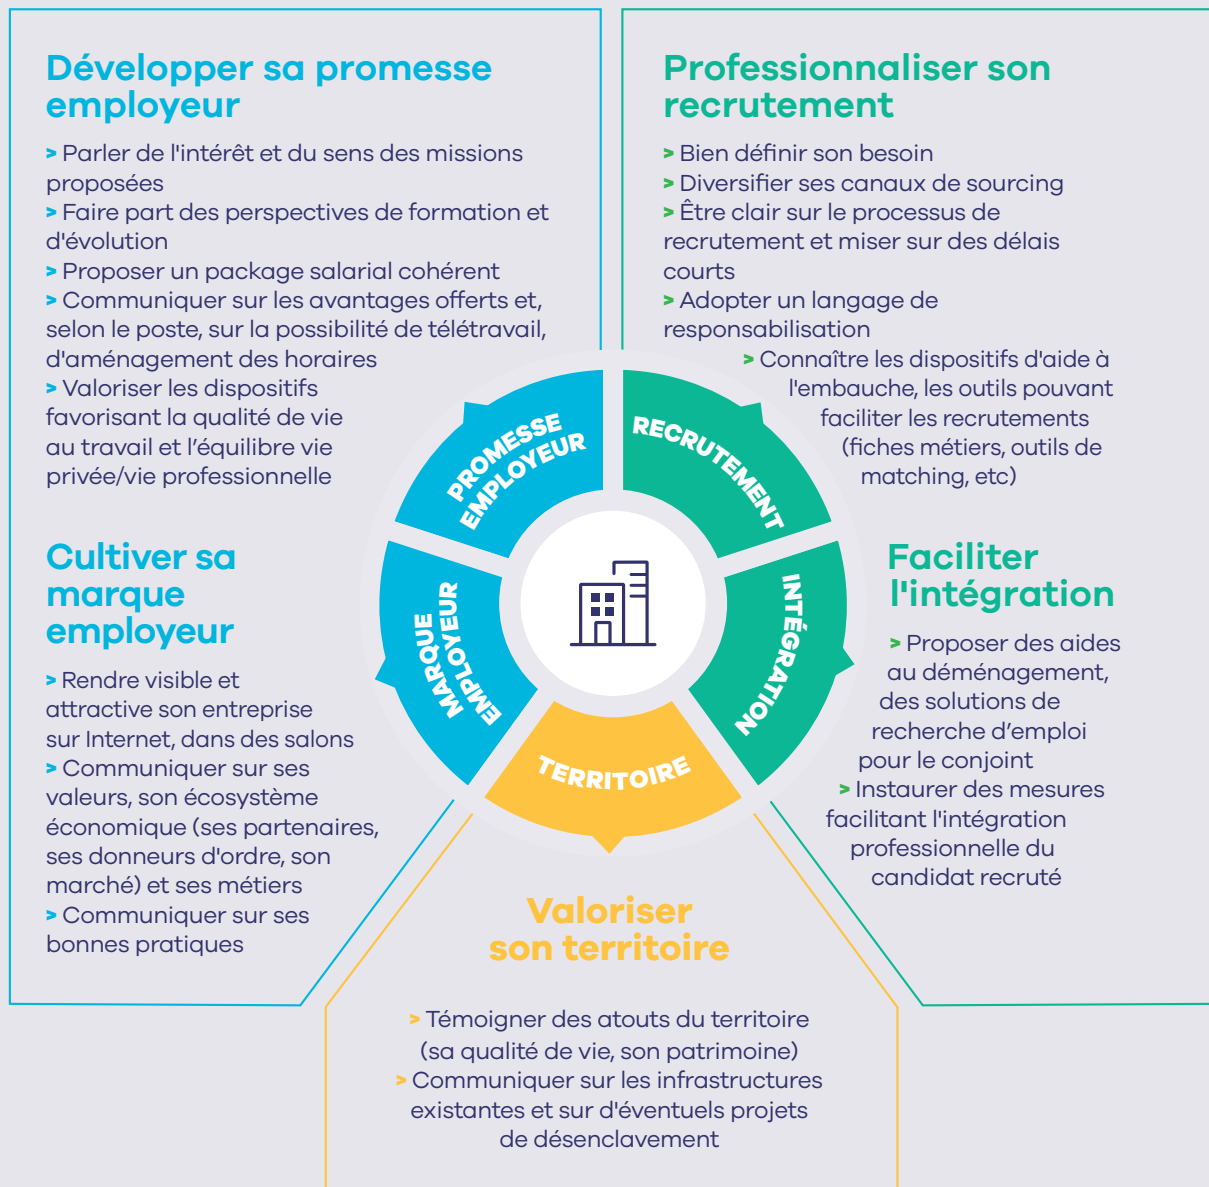 Développer sa promesse
employeur
> Parler de l'intérêt et du sens des missions
proposées
> Faire part des perspectives de formation et
d'évolution
> Proposer un package salarial cohérent
> Communiquer sur les avantages offerts et,
selon le poste, sur la possibilité de télétravail,
d'aménagement des horaires
> Valoriser les dispositifs
favorisant la qualité de vie
au travail et l’équilibre vie
privée/vie professionnelle
Professionnaliser son
recrutement
> Bien définir son besoin
> Diversifier ses canaux de sourcing
> Être clair sur le processus de
recrutement et miser sur des délais
courts
> Adopter un langage de
responsabilisation
> Connaître les dispositifs d'aide à
l'embauche, les outils pouvant
faciliter les recrutements
(fiches métiers, outils de
matching, etc)
PROMESSE
EMPLOYEUR
RECRUTEMENT
MARQUE
EMPLOYEUR
INTÉGRATION
TERRITOIRE
Cultiver sa
marque
employeur
> Rendre visible et
attractive son entreprise
sur Internet, dans des salons
> Communiquer sur ses
valeurs, son écosystème
économique (ses partenaires,
ses donneurs d'ordre, son
marché) et ses métiers
> Communiquer sur ses
bonnes pratiques
Faciliter
l'intégration
> Proposer des aides
au déménagement,
des solutions de
recherche d’emploi
pour le conjoint
> Instaurer des mesures
facilitant l'intégration
professionnelle du
candidat recruté
Valoriser
son territoire
> Témoigner des atouts du territoire
(sa qualité de vie, son patrimoine)
> Communiquer sur les infrastructures
existantes et sur d'éventuels projets
de désenclavement